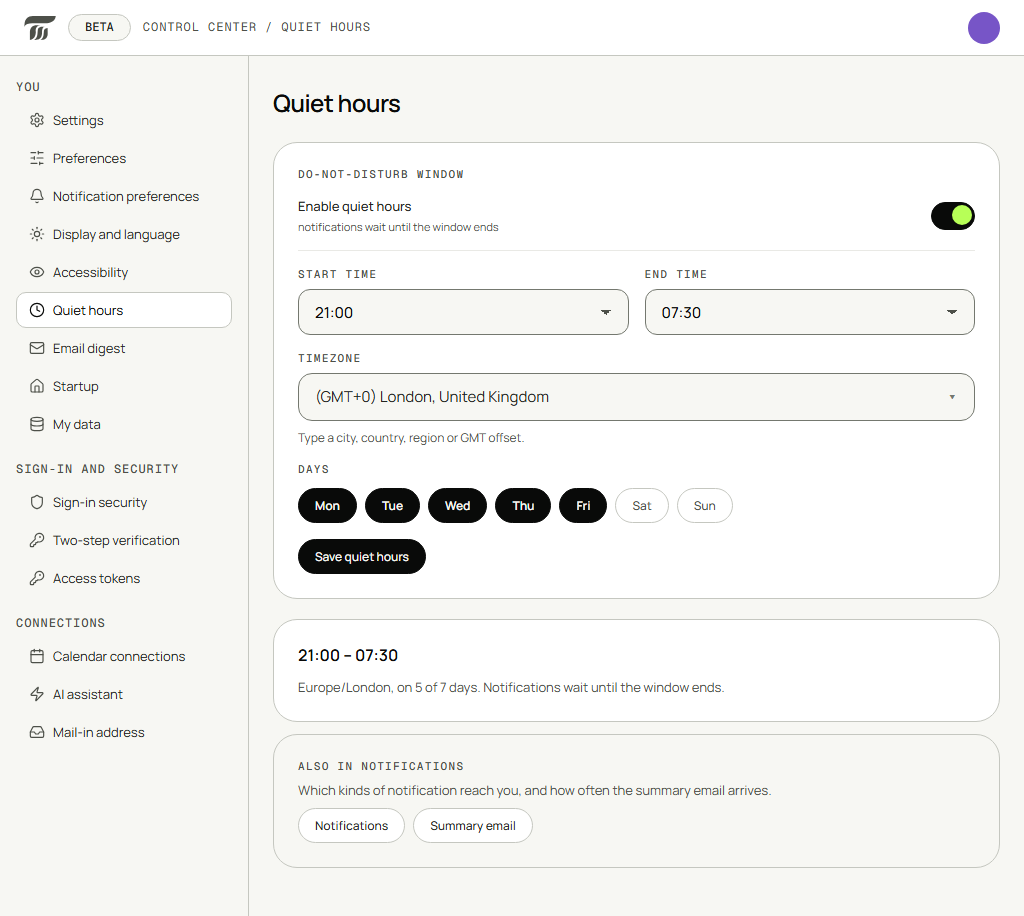 BETA
CONTROL CENTER / QUIET HOURS
YOU
Settings
Preferences
Notification preferences
Display and language
Accessibility
Quiet hours
Email digest
Startup
My data
SIGN-IN AND SECURITY
Sign-in security
Two-step verification
Access tokens
CONNECTIONS
Calendar connections
AI assistant
Mail-in address
Quiet hours
DO-NOT-DISTURB WINDOW
Enable quiet hours
notifications wait until the window ends
START TIME
END TIME
21:00
07:30
TIMEZONE
(GMT+0) London, United Kingdom
Type a city, country, region or GMT offset.
DAYS
Mon Tue Wed Thu Fri Sat Sun
Save quiet hours
21:00 – 07:30
Europe/London, on 5 of 7 days. Notifications wait until the window ends.
ALSO IN NOTIFICATIONS
Which kinds of notification reach you, and how often the summary email arrives.
Notifications Summary email